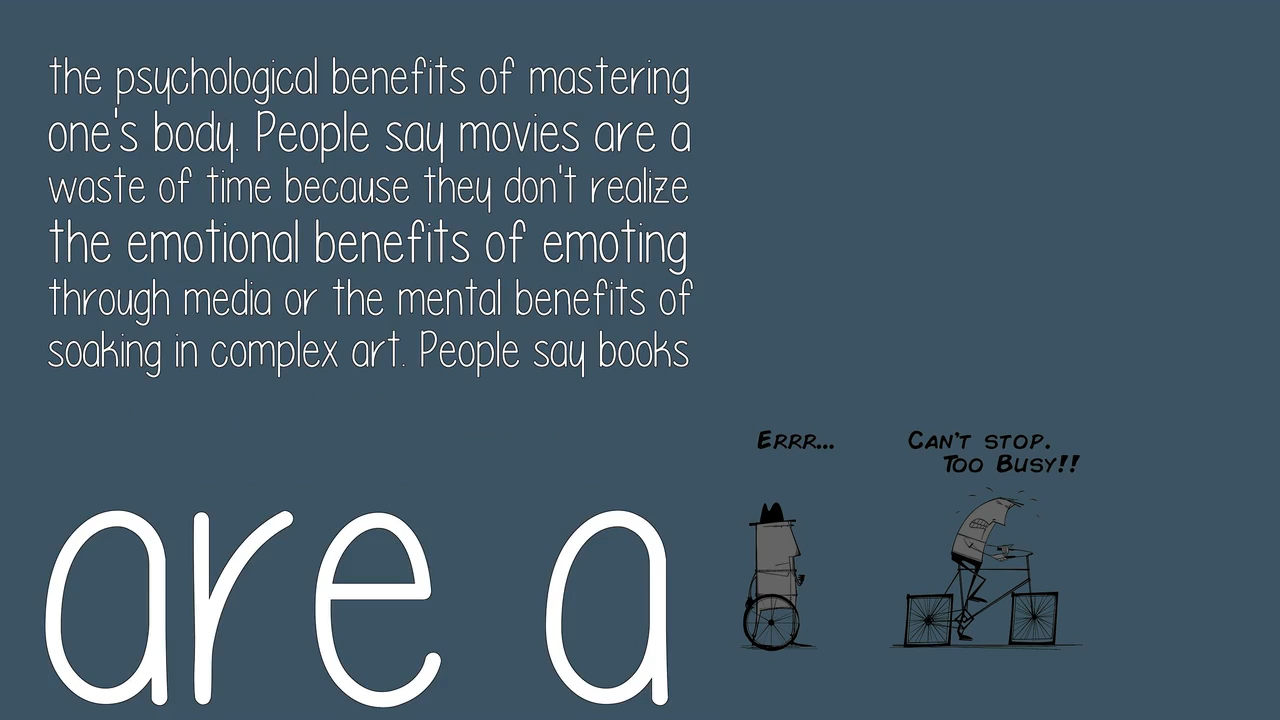 the psychological benefits of mastering
one's body. People say movies are a
waste of time because they don't realize
the emotional benefits of emoting
through media or the mental benefits of
soaking in complex art. People say books
are a
ERRR...
CAN'T STOP.
TOO BUSY!!